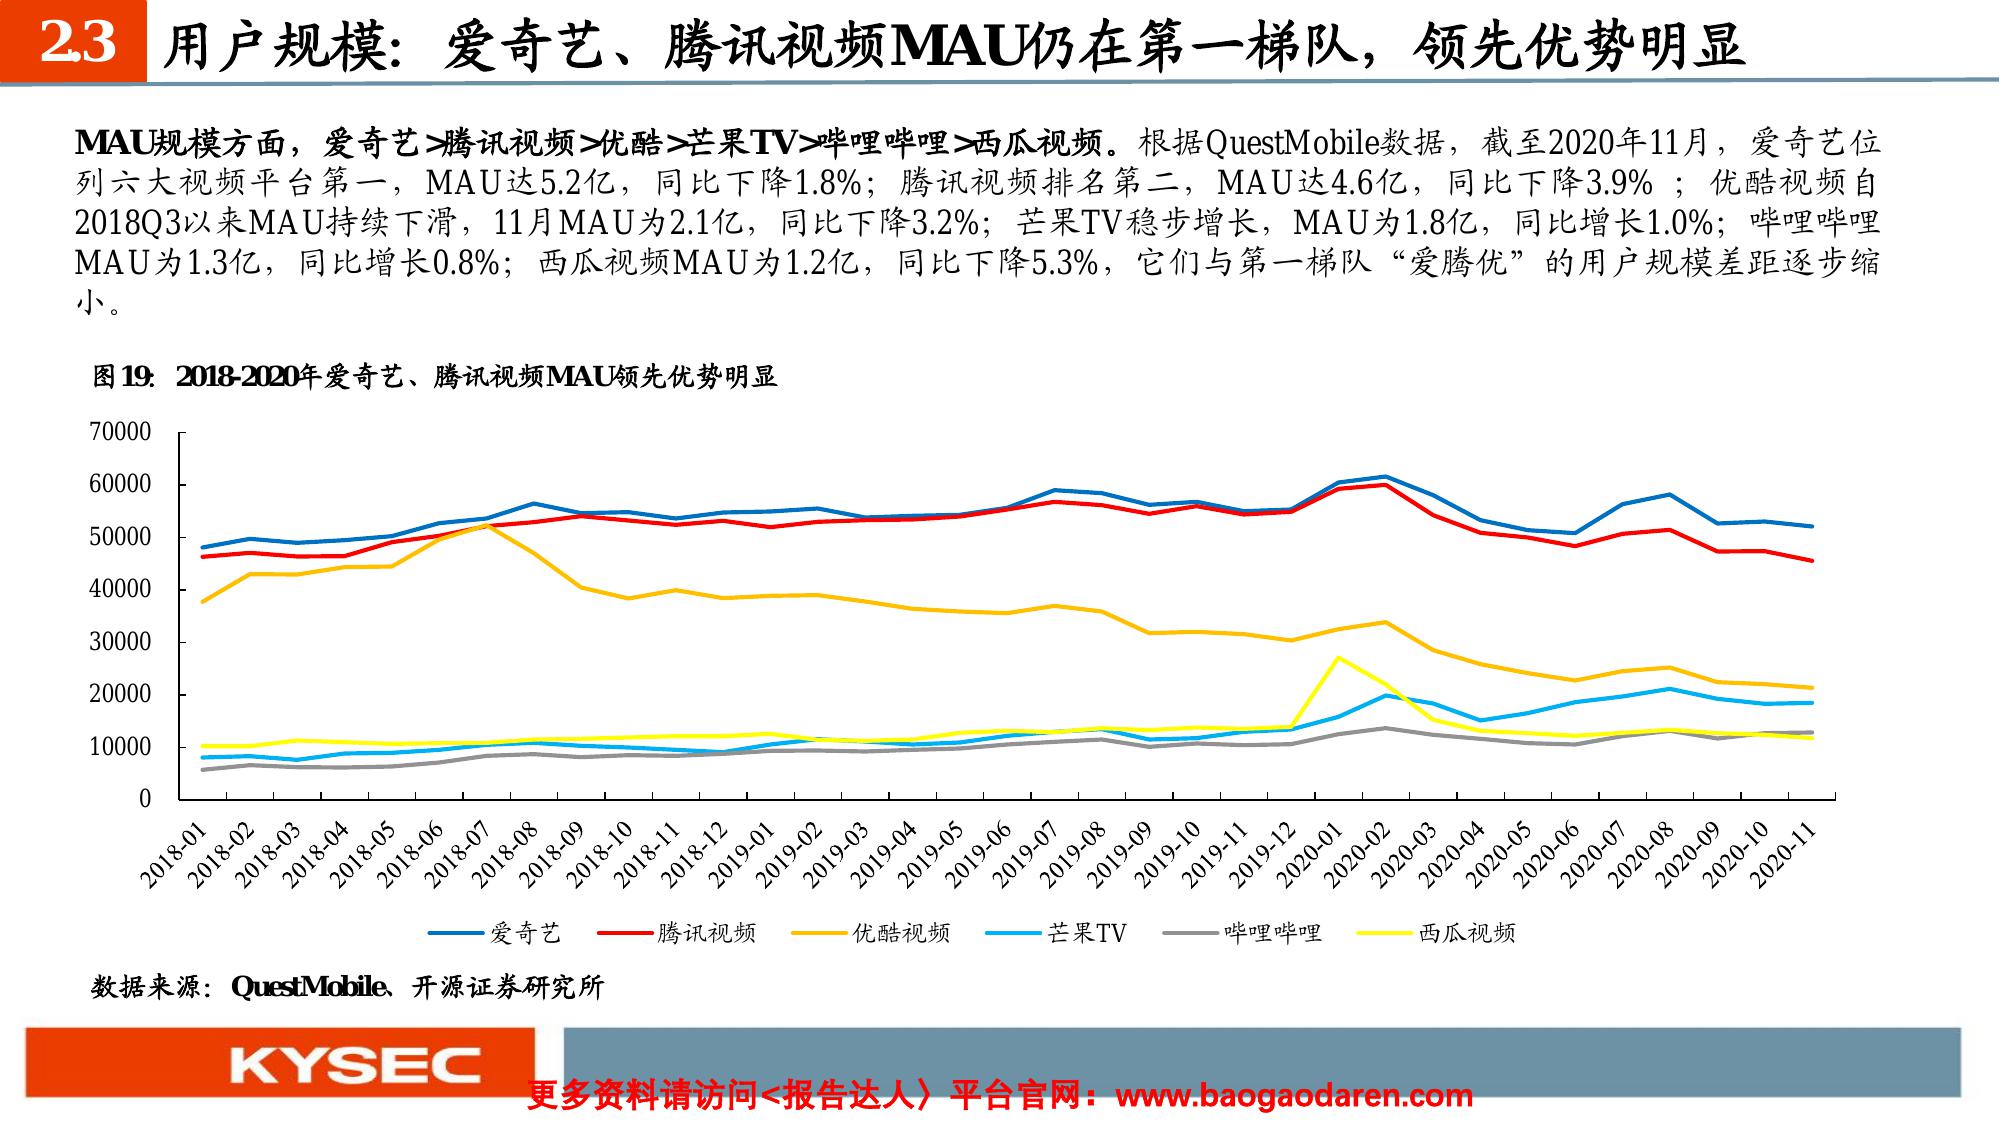 2.3 用户规模：爱奇艺、腾讯视频MAU仍在第一梯队，领先优势明显
MAU规模方面，爱奇艺>腾讯视频>优酷>芒果TV>哔哩哔哩>西瓜视频。根据QuestMobile数据，截至2020年11月，爱奇艺位
列六大视频平台第一，MAU达5.2亿，同比下降1.8%；腾讯视频排名第二，MAU达4.6亿，同比下降3.9% ；优酷视频自
2018Q3以来MAU持续下滑，11月MAU为2.1亿，同比下降3.2%；芒果TV稳步增长，MAU为1.8亿，同比增长1.0%；哔哩哔哩
MAU为1.3亿，同比增长0.8%；西瓜视频MAU为1.2亿，同比下降5.3%，它们与第一梯队“爱腾优”的用户规模差距逐步缩
小。
图19：2018-2020年爱奇艺、腾讯视频MAU领先优势明显
70000
60000
50000
40000
30000
20000
10000
0
2018-01 2018-02 2018-03 2018-04 2018-05 2018-06 2018-07 2018-08 2018-09 2018-10 2018-11 2018-12 2019-01 2019-02 2019-03 2019-04 2019-05 2019-06 2019-07 2019-08 2019-09 2019-10 2019-11 2019-12 2020-01 2020-02 2020-03 2020-04 2020-05 2020-06 2020-07 2020-08 2020-09 2020-10 2020-11
爱奇艺 腾讯视频 优酷视频 芒果TV 哔哩哔哩 西瓜视频
数据来源：QuestMobile、开源证券研究所
KYSEC
更多资料请访问<报告达人〉平台官网：www.baogaodaren.com